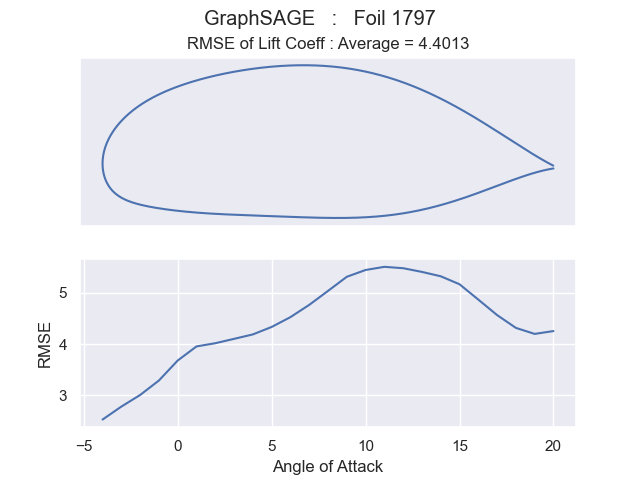 GraphSAGE : Foil 1797
RMSE of Lift Coeff : Average = 4.4013
5
4
3
RMSE
−5 0 5 10 15 20
Angle of Attack